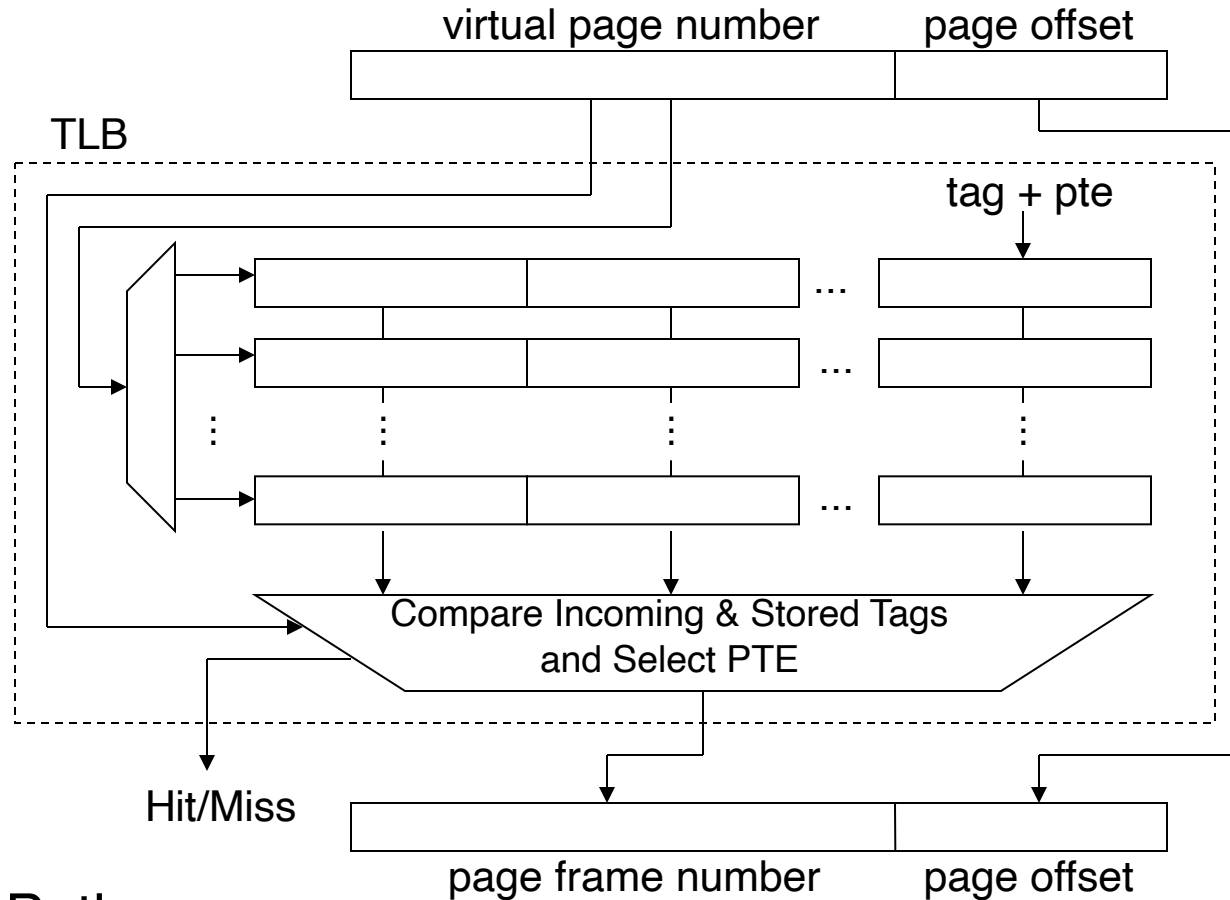 virtual page number page offset
TLB
tag + pte
...
...
...
Compare Incoming & Stored Tags
and Select PTE
Hit/Miss
page frame number page offset